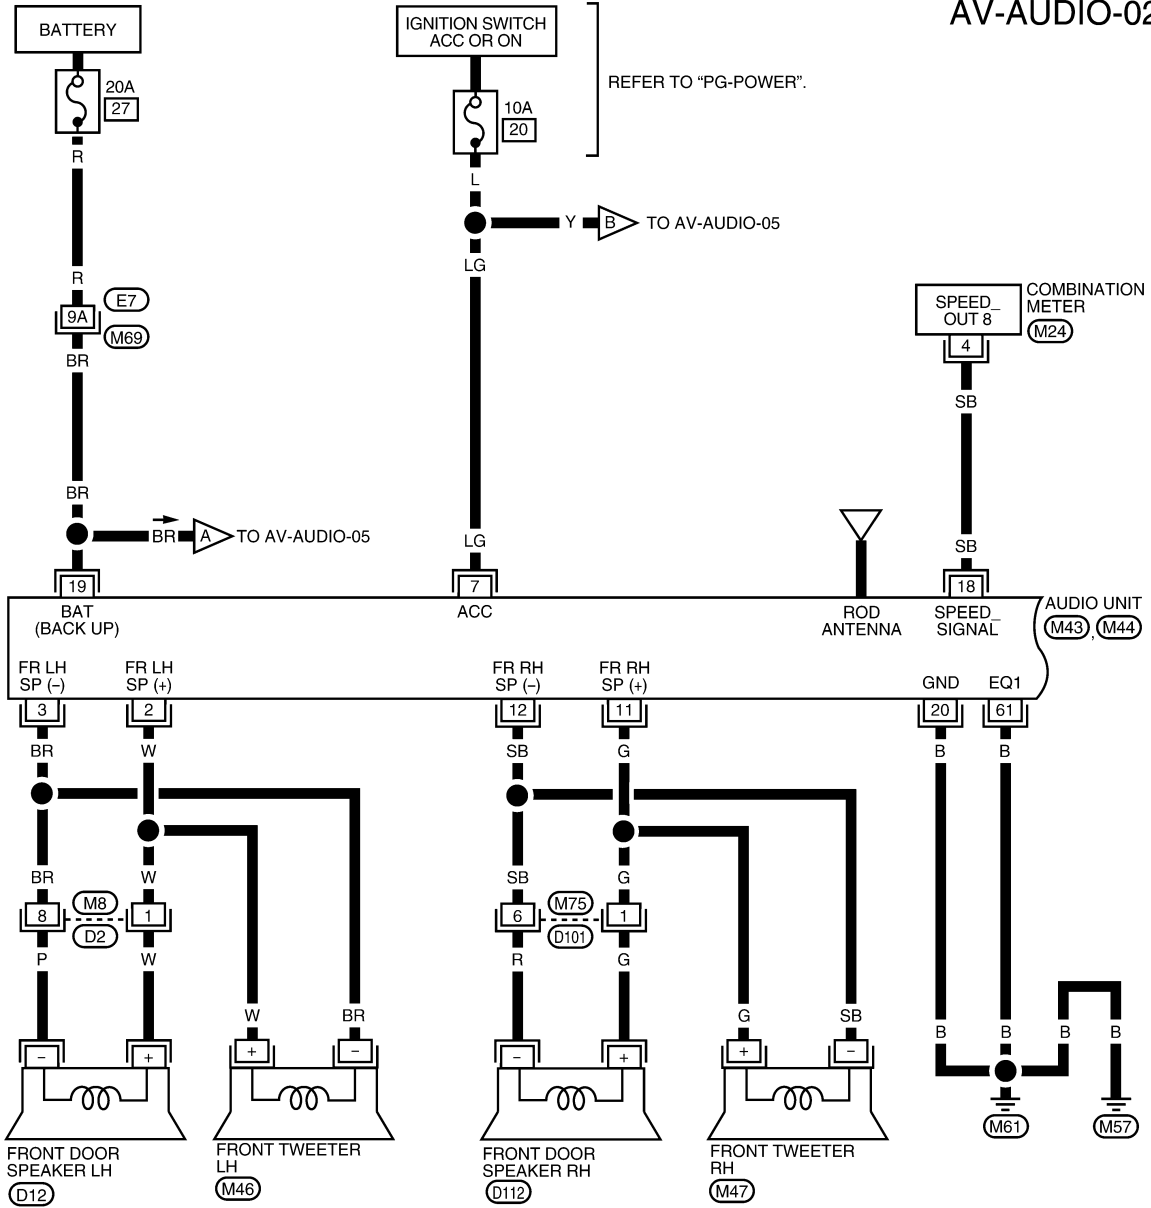 AV-AUDIO-02
BATTERY
IGNITION SWITCH
ACC OR ON
REFER TO “PG-POWER”.
20A
27
10A
20
R
L
Y
B
TO AV-AUDIO-05
LG
R
9A
E7
M69
BR
COMBINATION
METER
M24
SPEED_
OUT 8
4
SB
BR
BR
A
TO AV-AUDIO-05
LG
SB
19
7
18
BAT
(BACK UP)
ACC
ROD
ANTENNA
SPEED_
SIGNAL
AUDIO UNIT
M43 , M44
FR LH
SP (–)
FR LH
SP (+)
FR RH
SP (–)
FR RH
SP (+)
GND
EQ1
3
2
12
11
20
61
BR
W
SB
G
B
B
BR
W
SB
G
8
M8
D2
1
6
M75
D101
1
P
W
R
G
W
BR
G
SB
B
B
B
B
–
+
+
–
–
+
+
–
M61
M57
FRONT DOOR
SPEAKER LH
D12
FRONT TWEETER
LH
M46
FRONT DOOR
SPEAKER RH
D112
FRONT TWEETER
RH
M47